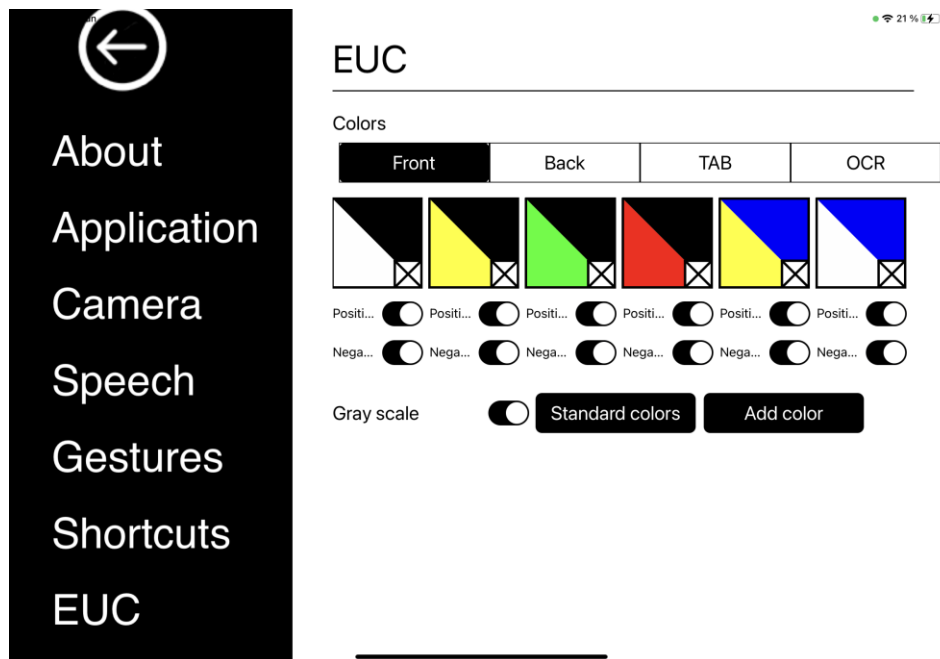 21 %
About
Application
Camera
Speech
Gestures
Shortcuts
EUC
EUC
Colors
Front Back TAB OCR
Positi... Positi... Positi... Positi... Positi... Positi...
Nega... Nega... Nega... Nega... Nega... Nega...
Gray scale Standard colors Add color